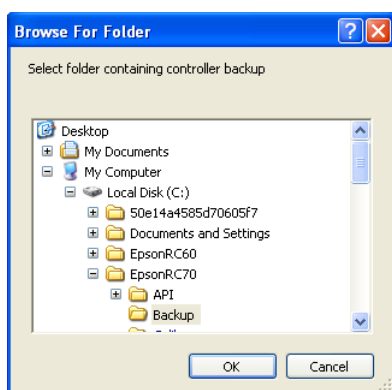 Browse For Folder
Select folder containing controller backup
Desktop
My Documents
My Computer
Local Disk (C:)
50e14a4585d70605f7
Documents and Settings
EpsonRC60
EpsonRC70
API
Backup
OK
Cancel